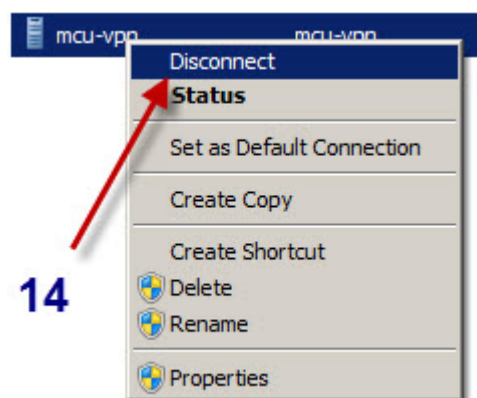 mcu-vpn mcu-vpn
Disconnect
Status
Set as Default Connection
Create Copy
Create Shortcut
14
Delete
Rename
Properties